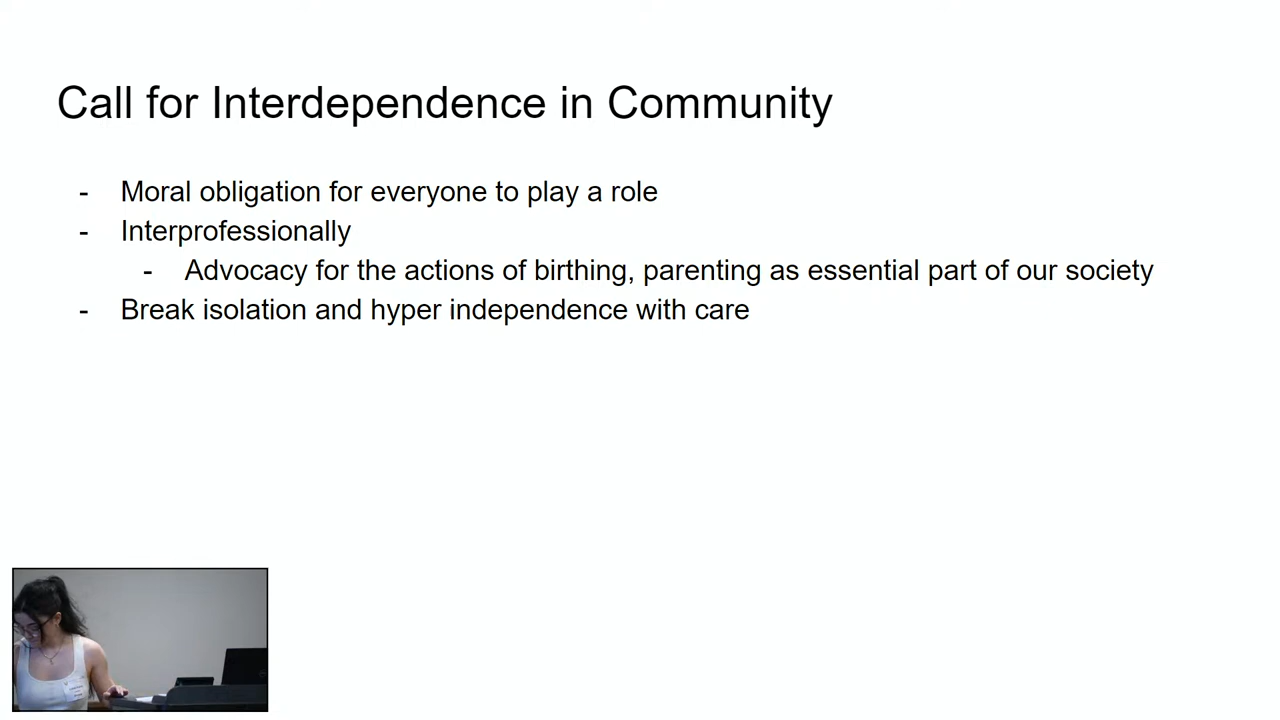 Call for Interdependence in Community
- Moral obligation for everyone to play a role
- Interprofessionally
- Advocacy for the actions of birthing, parenting as essential part of our society
- Break isolation and hyper independence with care